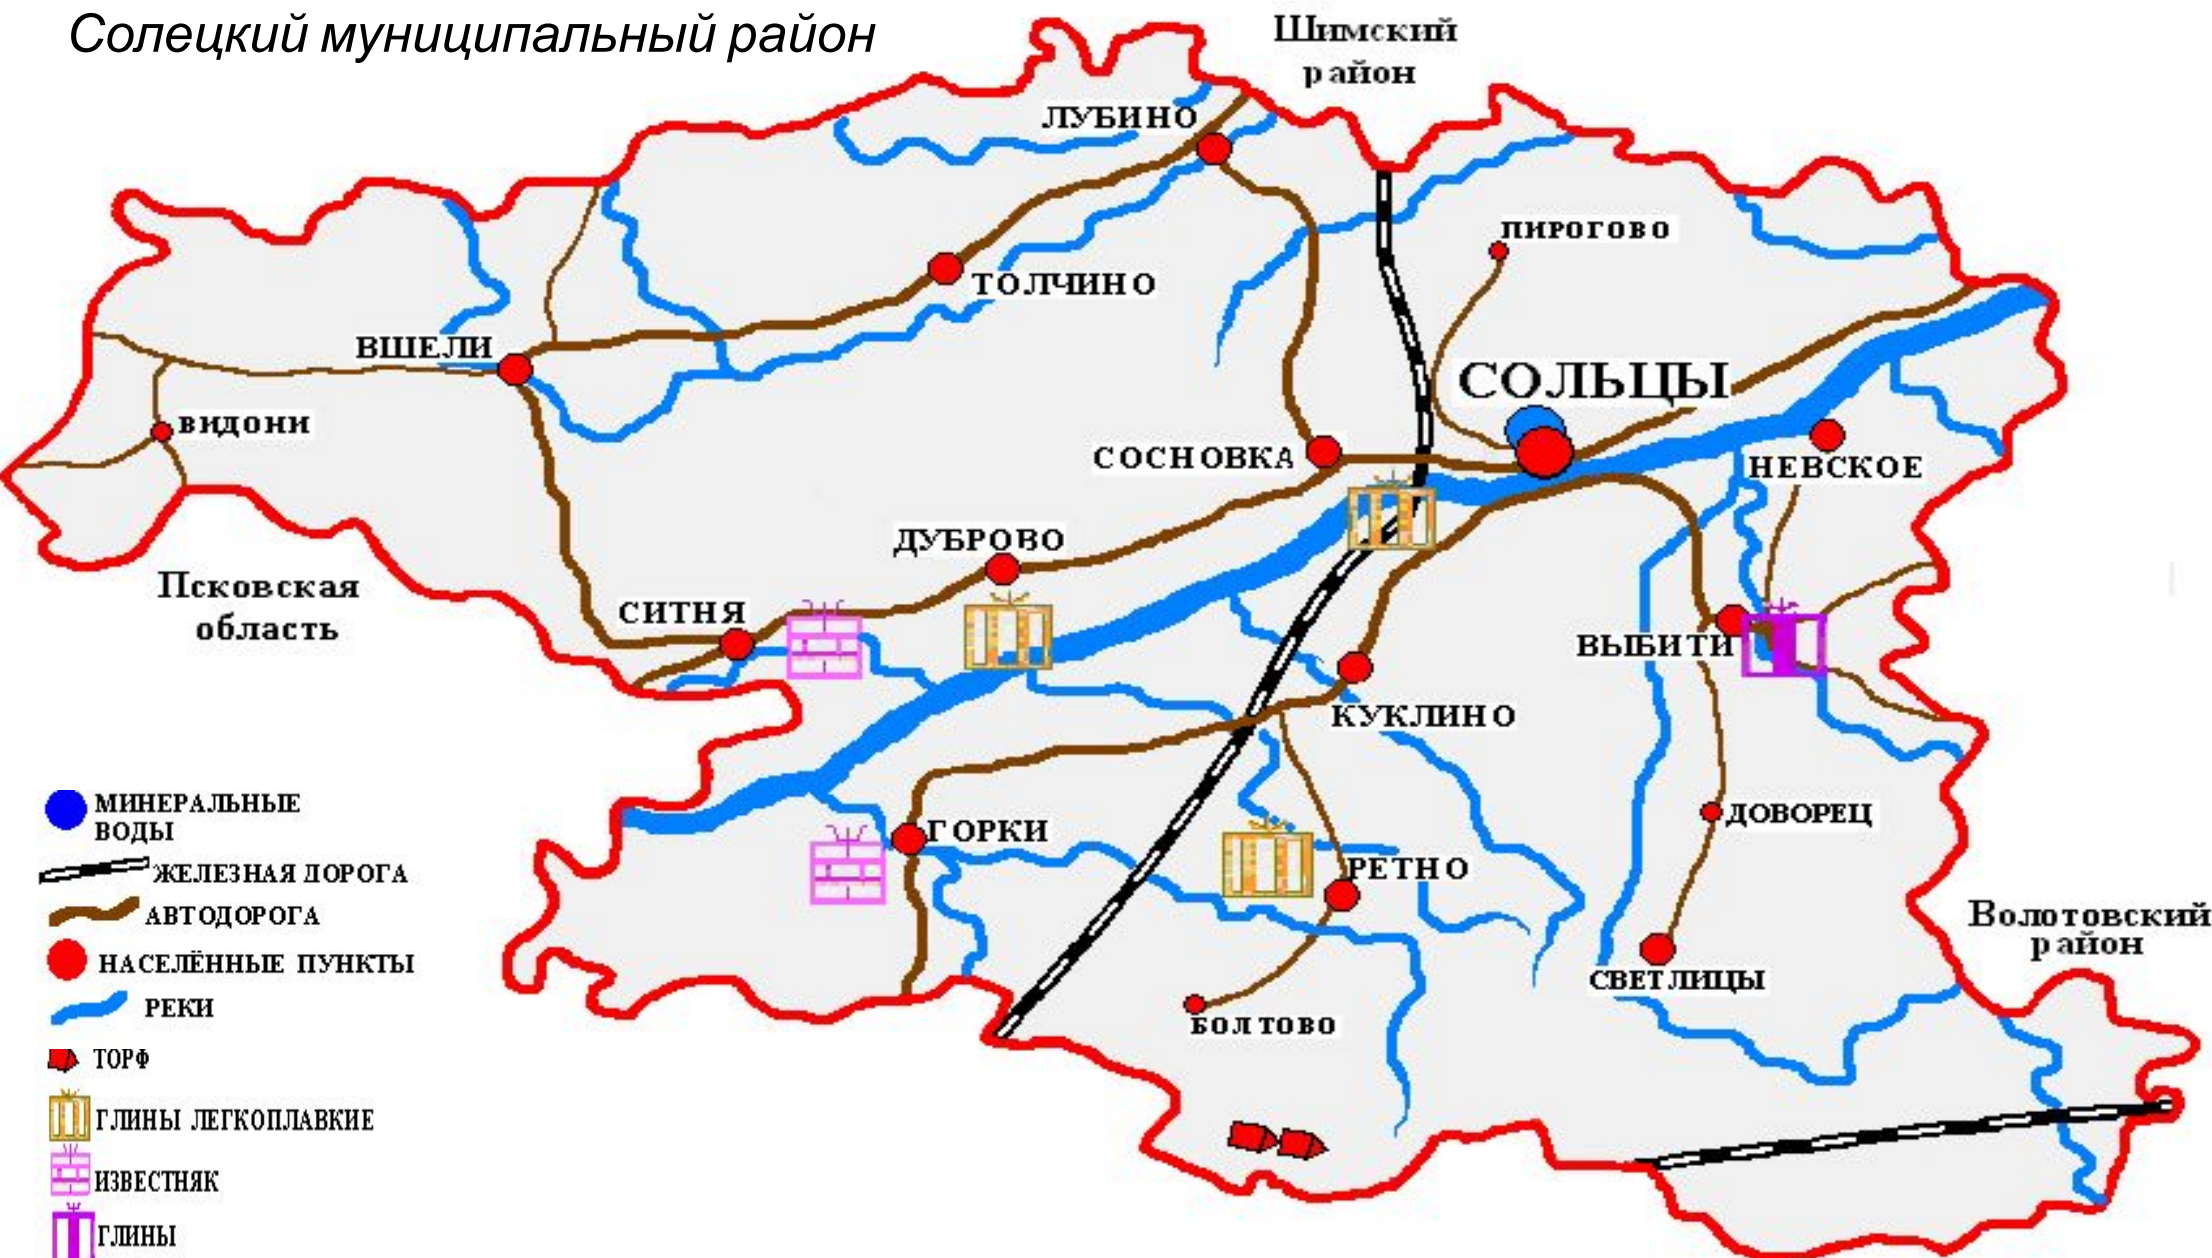 Солецкий муниципальный район
Шимский
район
ЛУБИНО
ПИРОГОВО
ТОЛЧИНО
ВШЕЛИ
СОЛЬЦЫ
ВИДОНИ
СОСНОВКА
НЕВСКОЕ
ДУБРОВО
Псковская
область
СИТНЯ
ВЫБИТИ
КУКЛИНО
ДОВОРЕЦ
ГОРКИ
РЕТНО
Волотовский
район
СВЕТЛИЦЫ
БОЛТОВО
МИНЕРАЛЬНЫЕ
ВОДЫ
ЖЕЛЕЗНАЯ ДОРОГА
АВТОДОРОГА
НАСЕЛЁННЫЕ ПУНКТЫ
РЕКИ
ТОРФ
ГЛИНЫ ЛЕГКОПЛАВКИЕ
ИЗВЕСТНЯК
ГЛИНЫ